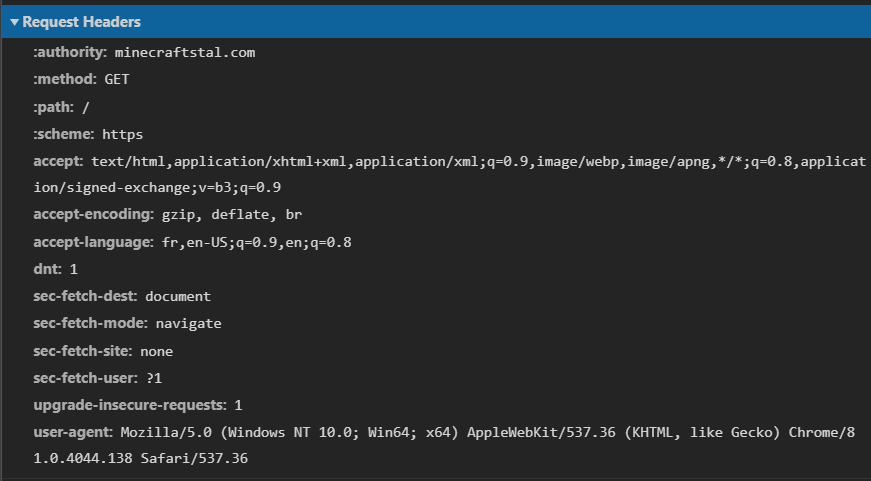 Request Headers
:authority: minecraftstal.com
:method: GET
:path: /
:scheme: https
accept: text/html,application/xhtml+xml,application/xml;q=0.9,image/webp,image/apng,*/*;q=0.8,applicat
ion/signed-exchange;v=b3;q=0.9
accept-encoding: gzip, deflate, br
accept-language: fr,en-US;q=0.9,en;q=0.8
dnt: 1
sec-fetch-dest: document
sec-fetch-mode: navigate
sec-fetch-site: none
sec-fetch-user: ?1
upgrade-insecure-requests: 1
user-agent: Mozilla/5.0 (Windows NT 10.0; Win64; x64) AppleWebKit/537.36 (KHTML, like Gecko) Chrome/8
1.0.4044.138 Safari/537.36